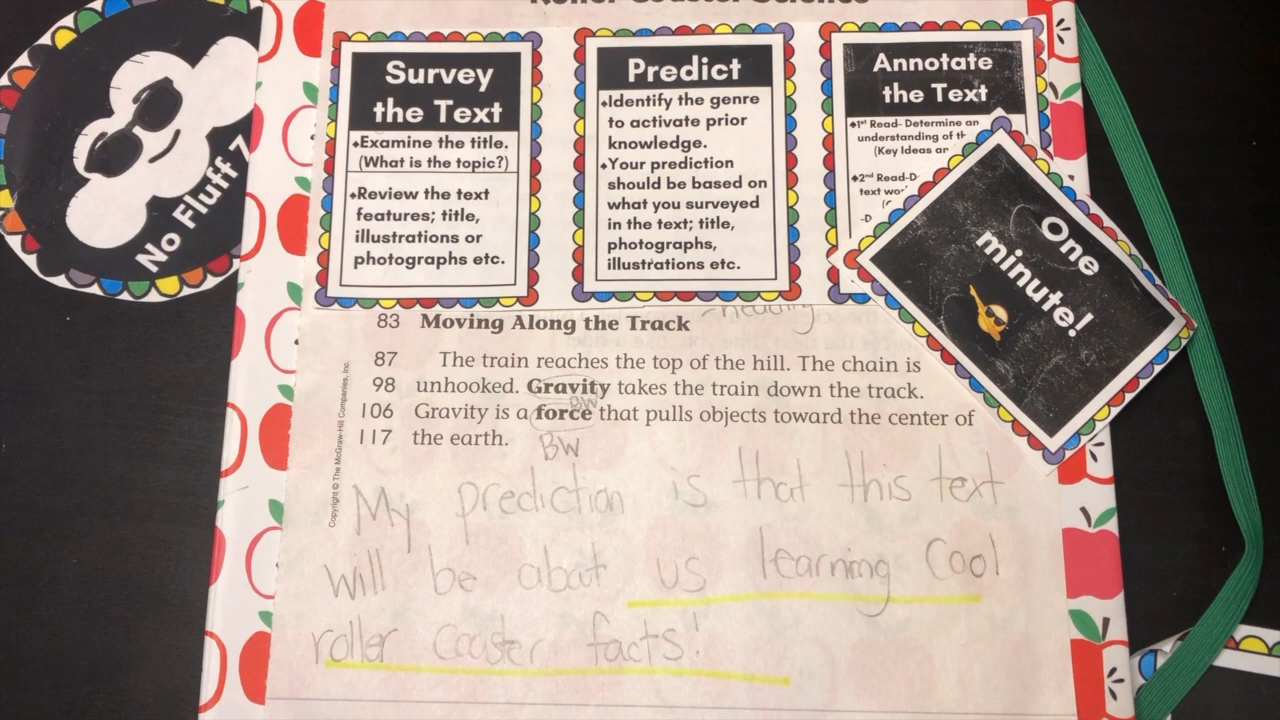 Roller Coaster Science
No Fluff 7
Survey
the Text
♦Examine the title.
(What is the topic?)
♦Review the text
features; title,
illustrations or
photographs etc.
Predict
♦Identify the genre
to activate prior
knowledge.
♦Your prediction
should be based on
what you surveyed
in the text; title,
photographs,
illustrations etc.
Annotate
the Text
♦1st Read- Determine an
understanding of th
(Key Ideas an
♦2nd Read-D
text wo
-D
One
minute!
heading
83 Moving Along the Track
87 The train reaches the top of the hill. The chain is
98 unhooked. Gravity takes the train down the track.
BW
106 Gravity is a force that pulls objects toward the center of
117 the earth.
BW
Copyright © The McGraw-Hill Companies, Inc.
My prediction is that this text
will be about us learning Cool
roller coaster facts!